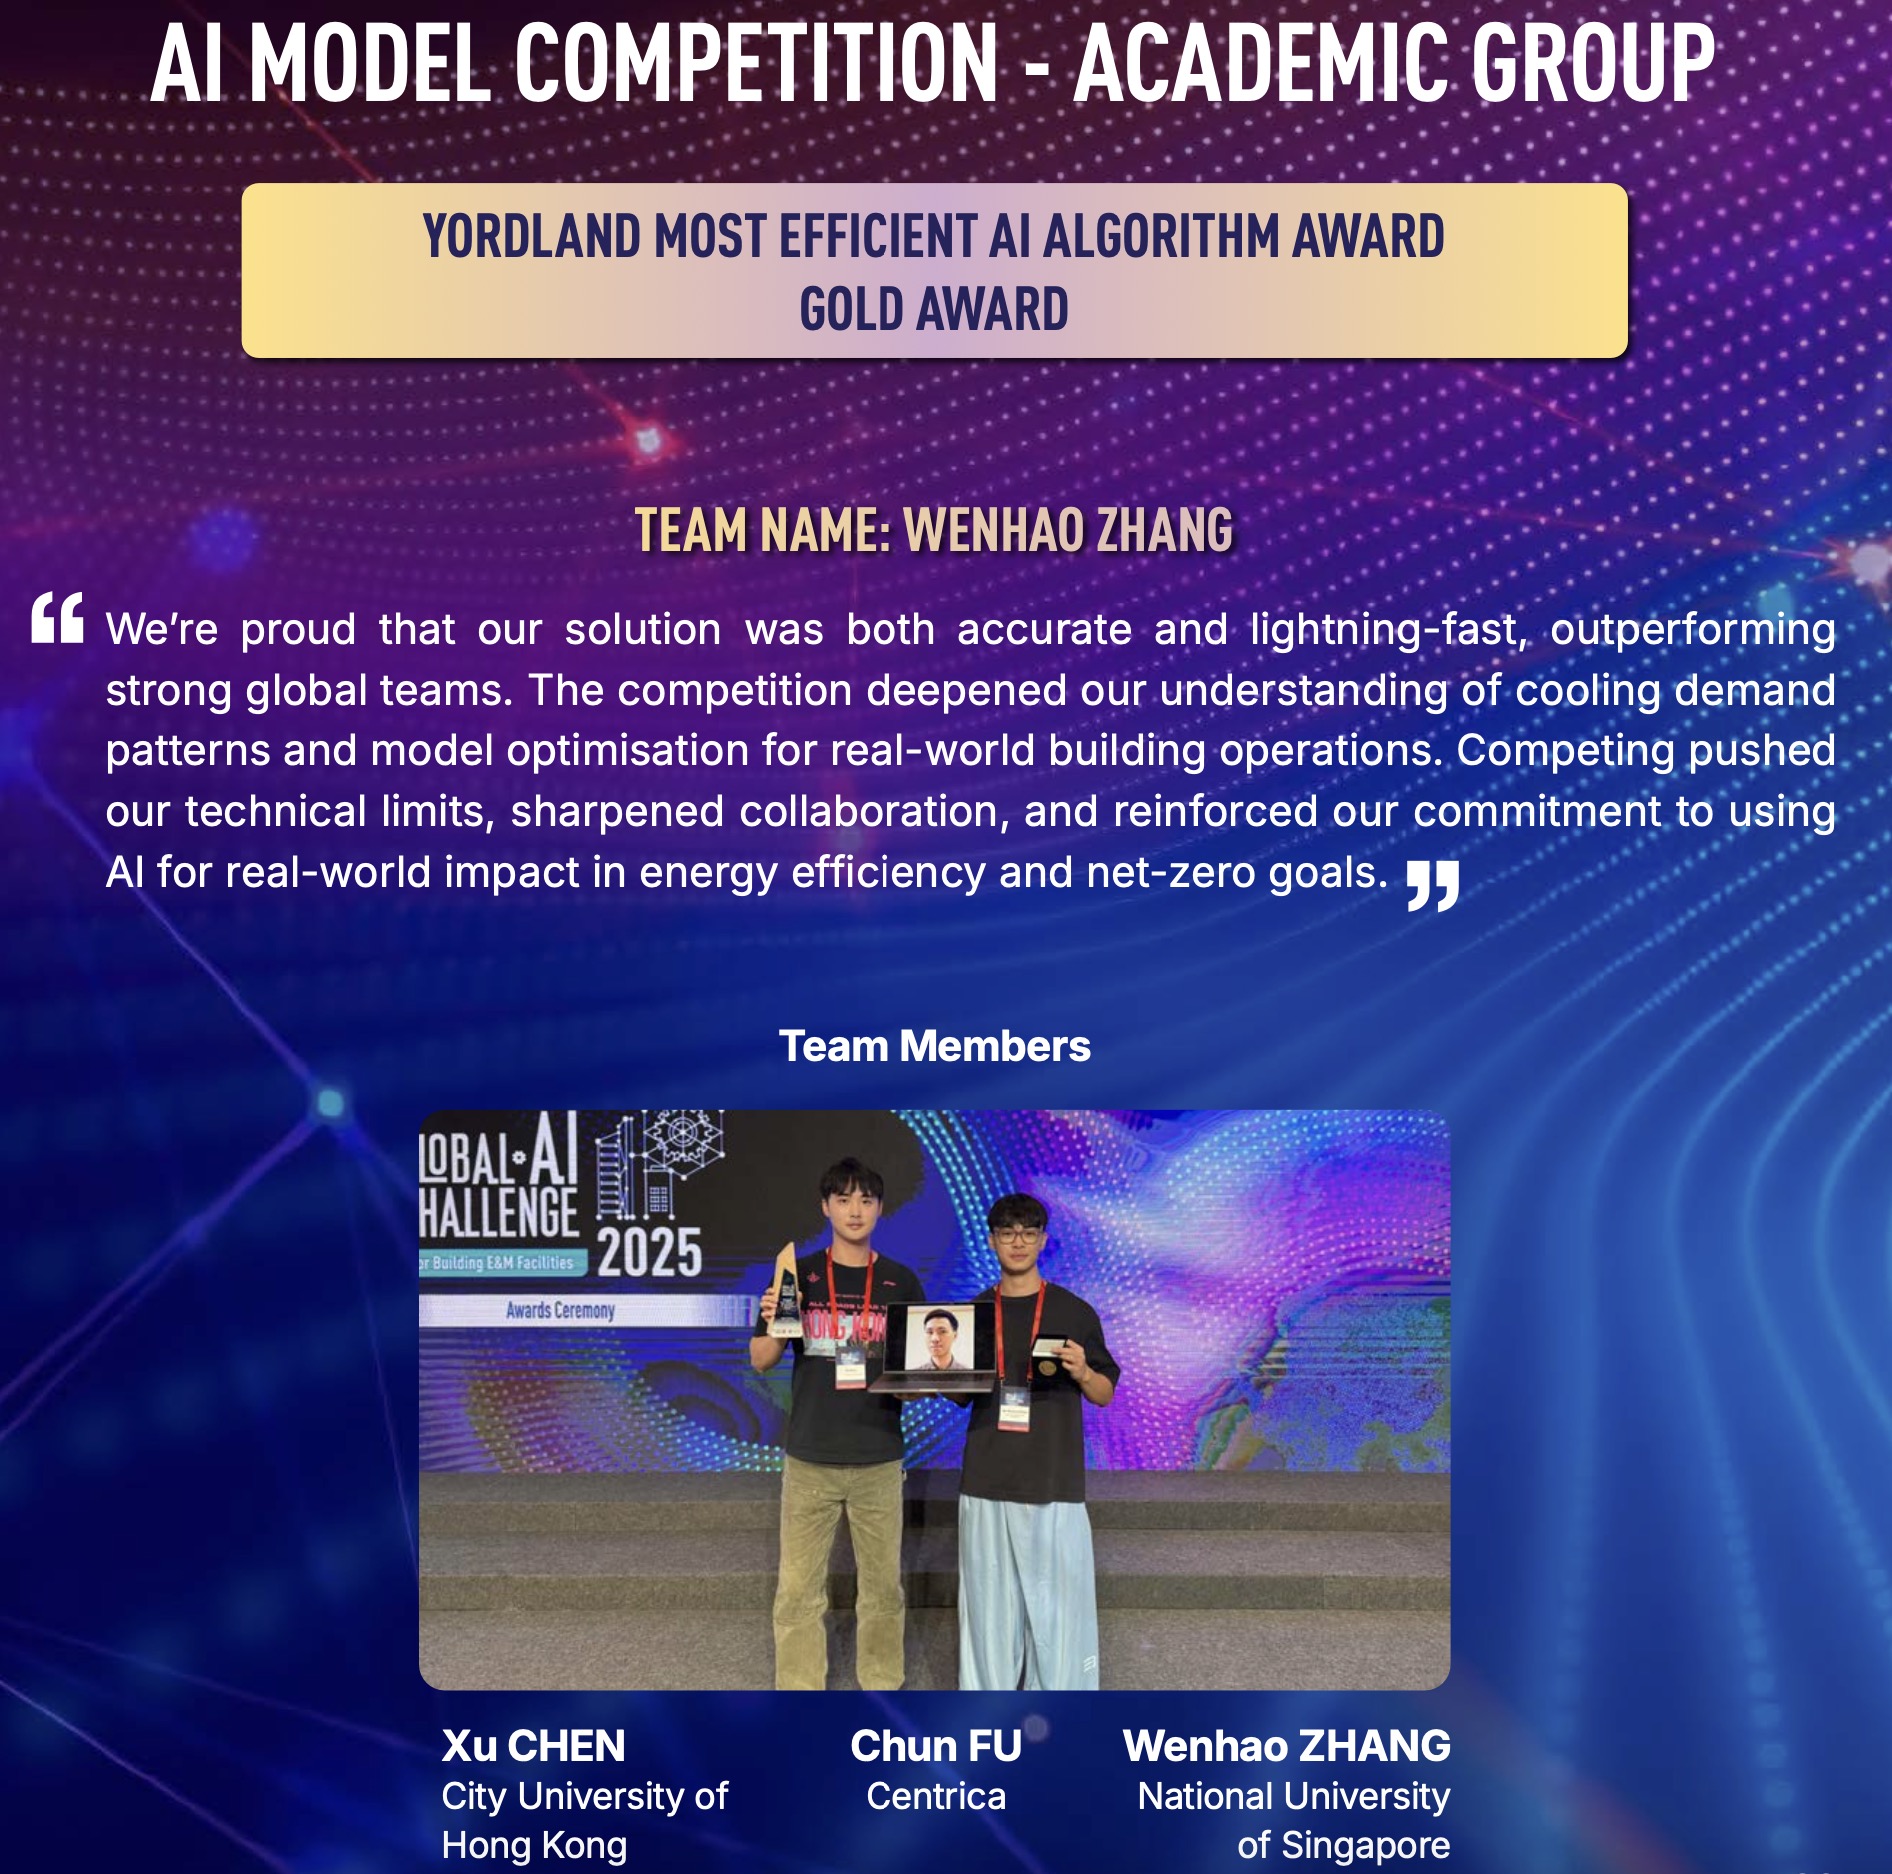 AI MODEL COMPETITION - ACADEMIC GROUP
YORDLAND MOST EFFICIENT AI ALGORITHM AWARD
GOLD AWARD
TEAM NAME: WENHAO ZHANG
“ We’re proud that our solution was both accurate and lightning-fast, outperforming
strong global teams. The competition deepened our understanding of cooling demand
patterns and model optimisation for real-world building operations. Competing pushed
our technical limits, sharpened collaboration, and reinforced our commitment to using
AI for real-world impact in energy efficiency and net-zero goals. ”
Team Members
LOBAL AI
HALLENGE
2025
or Building E&M Facilities
Awards Ceremony
HONG KON
Xu CHEN
City University of
Hong Kong
Chun FU
Centrica
Wenhao ZHANG
National University
of Singapore